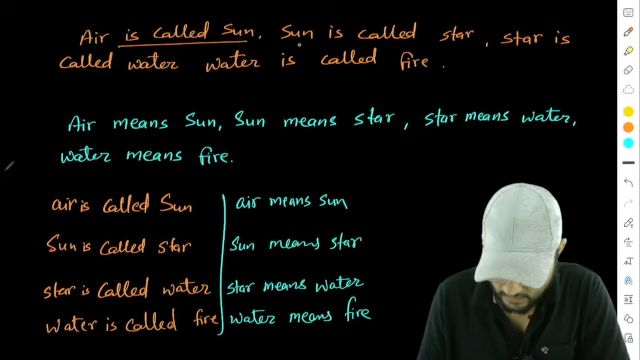 Air is called Sun, Sun is called star, star is
called water water is called fire.
Air means Sun, Sun means star, star means water,
water means fire.
air is called Sun
Sun is called star
star is called water
water is called fire
air means sun
sun means star
star means water
water means fire